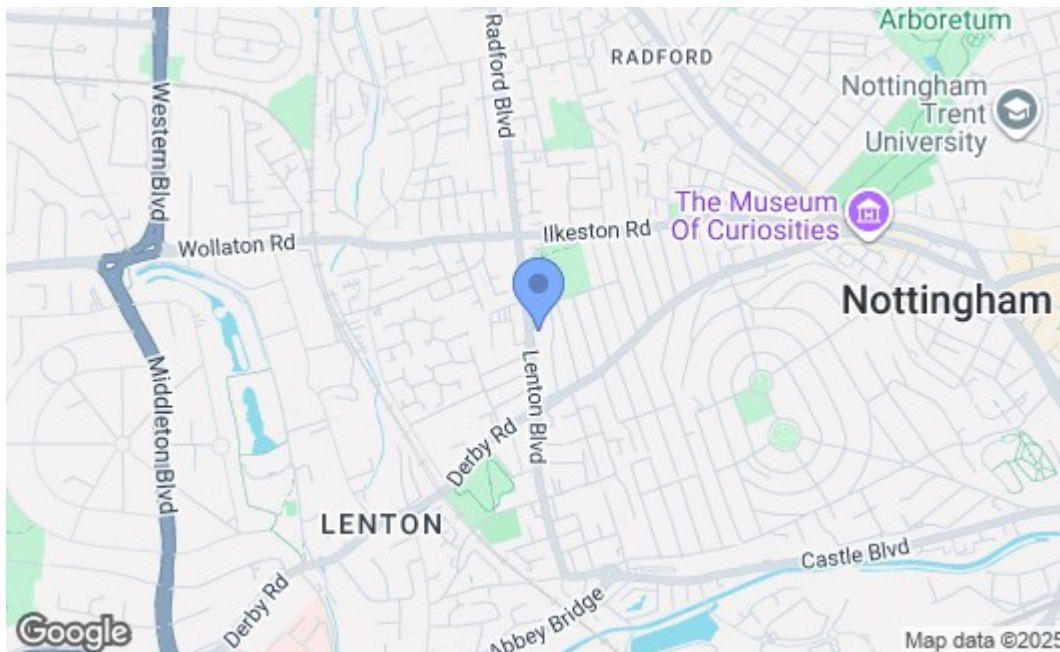 Arboretum
RADFORD
Radford Blvd
Nottingham
Trent
University
Western Blvd
The Museum
Of Curiosities
Ilkeston Rd
Wollaton Rd
Nottingham
Lenton Blvd
Middleton Blvd
Derby Rd
LENTON
Castle Blvd
Derby Rd
Abbey Bridge
Google
Map data ©2025